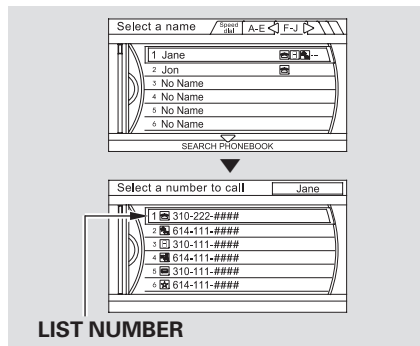 Select a name Speed dial A-E F-J
1 Jane
2 Jon
3 No Name
4 No Name
5 No Name
6 No Name
SEARCH PHONEBOOK
Select a number to call Jane
1 310-222-####
2 614-111-####
3 310-111-####
4 614-111-####
5 310-111-####
6 614-111-####
LIST NUMBER